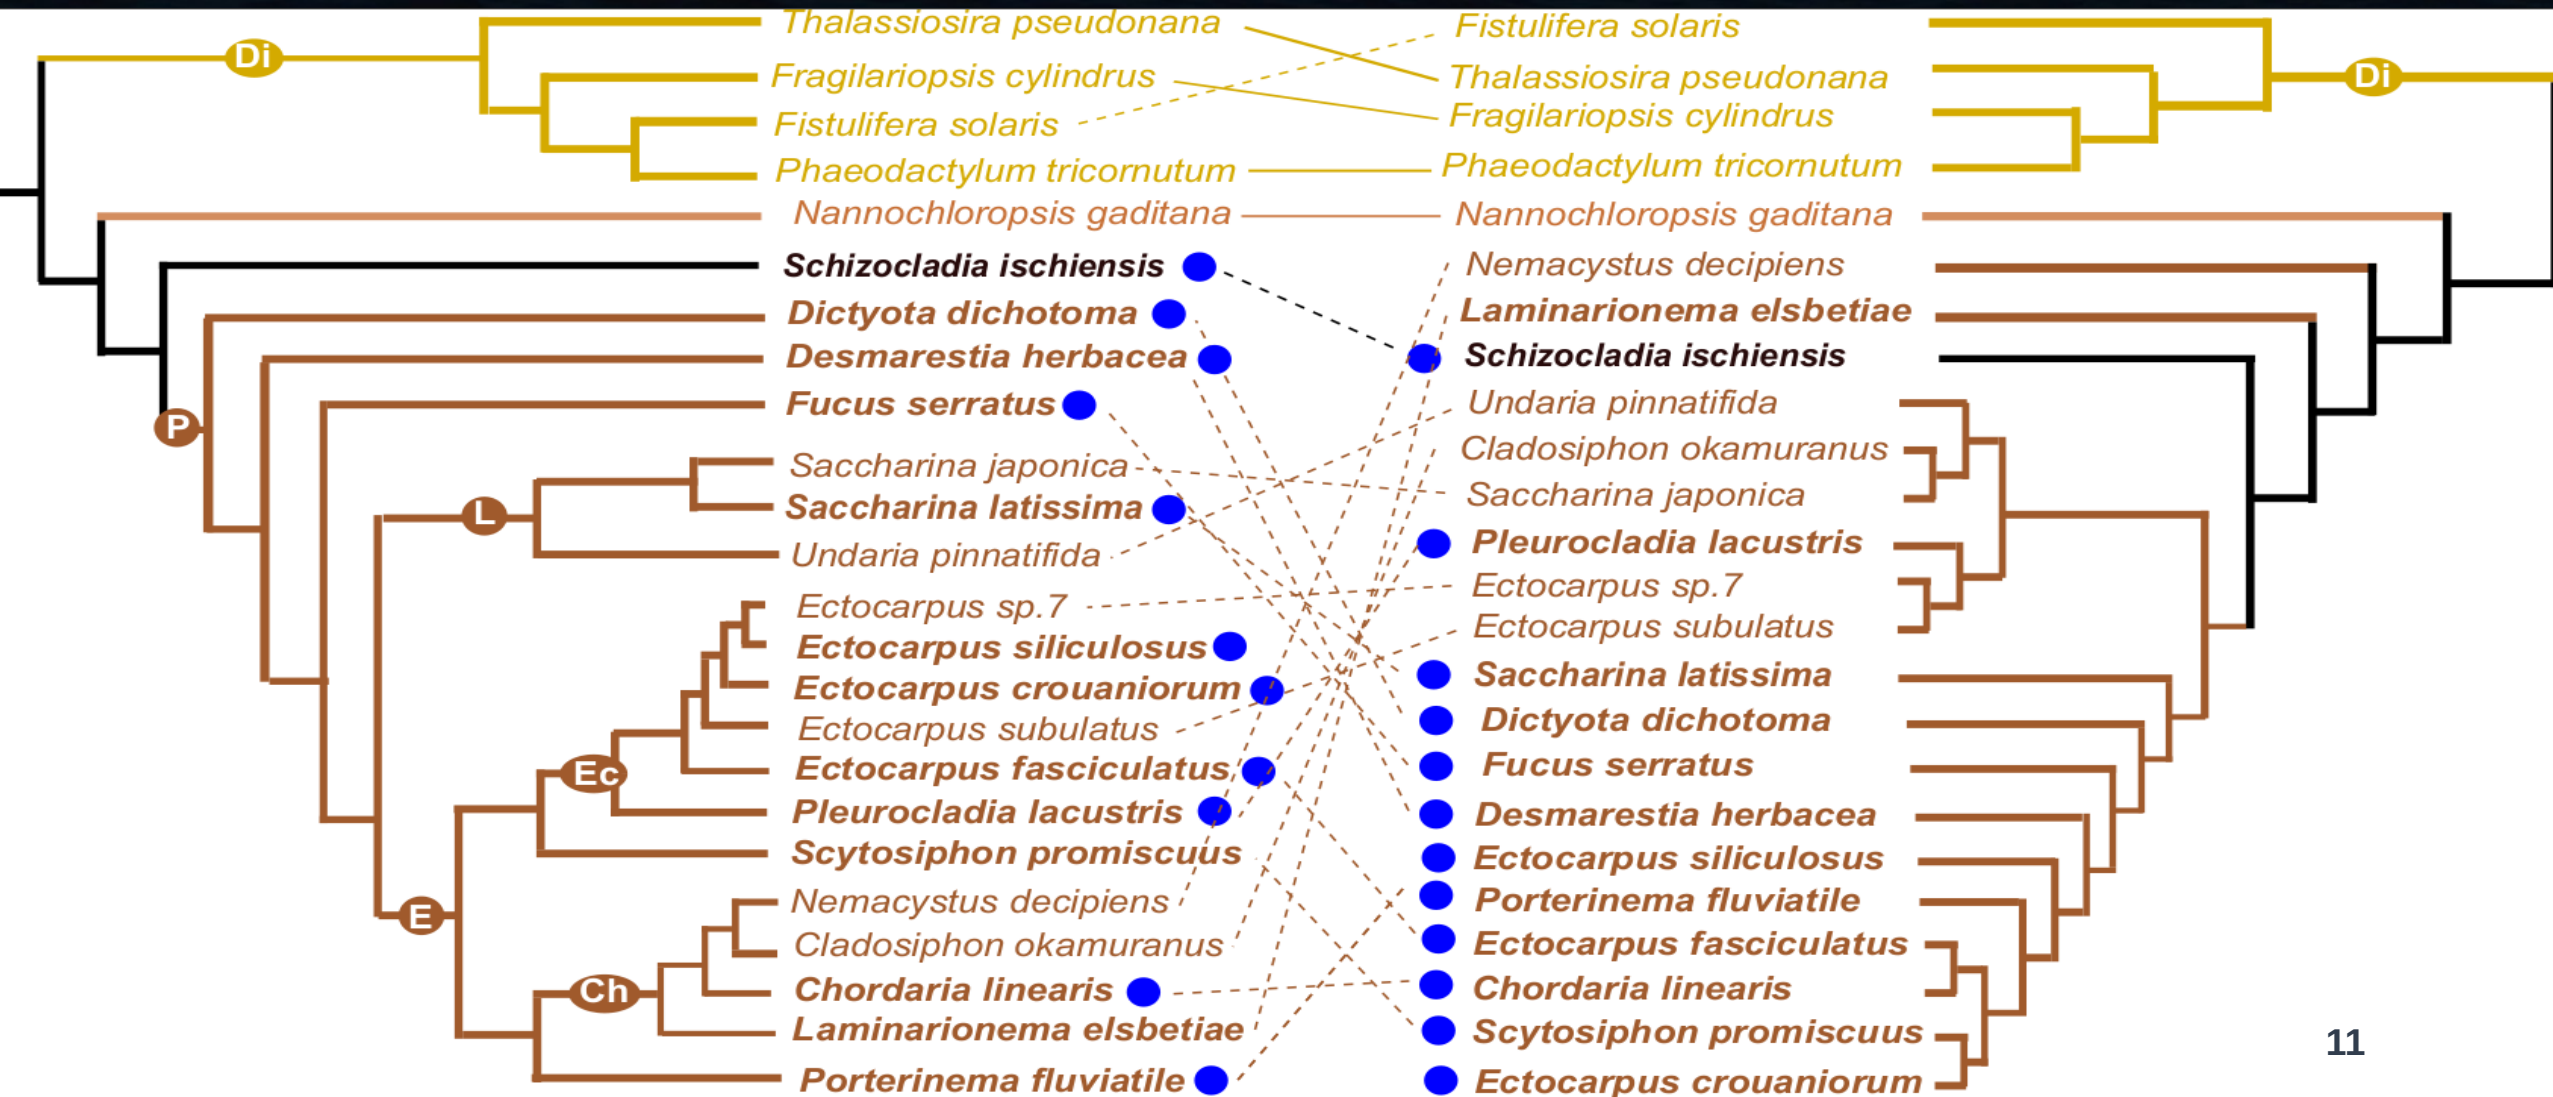 Di
Thalassiosira pseudonana
Fragilariopsis cylindrus
Fistulifera solaris
Phaeodactylum tricornutum
Nannochloropsis gaditana
Schizocladia ischiensis
Dictyota dichotoma
Desmarestia herbacea
Fucus serratus
P
Saccharina japonica
Saccharina latissima
L
Undaria pinnatifida
Ectocarpus sp.7
Ectocarpus siliculosus
Ectocarpus crouaniorum
Ectocarpus subulatus
Ectocarpus fasciculatus
Ec
Pleurocladia lacustris
Scytosiphon promiscuus
Nemacystus decipiens
E
Cladosiphon okamuranus
Chordaria linearis
Ch
Laminarionema elsbetiae
Porterinema fluviatile
Fistulifera solaris
Thalassiosira pseudonana
Di
Fragilariopsis cylindrus
Phaeodactylum tricornutum
Nannochloropsis gaditana
Nemacystus decipiens
Laminarionema elsbetiae
Schizocladia ischiensis
Undaria pinnatifida
Cladosiphon okamuranus
Saccharina japonica
Pleurocladia lacustris
Ectocarpus sp.7
Ectocarpus subulatus
Saccharina latissima
Dictyota dichotoma
Fucus serratus
Desmarestia herbacea
Ectocarpus siliculosus
Porterinema fluviatile
Ectocarpus fasciculatus
Chordaria linearis
Scytosiphon promiscuus
Ectocarpus crouaniorum
11